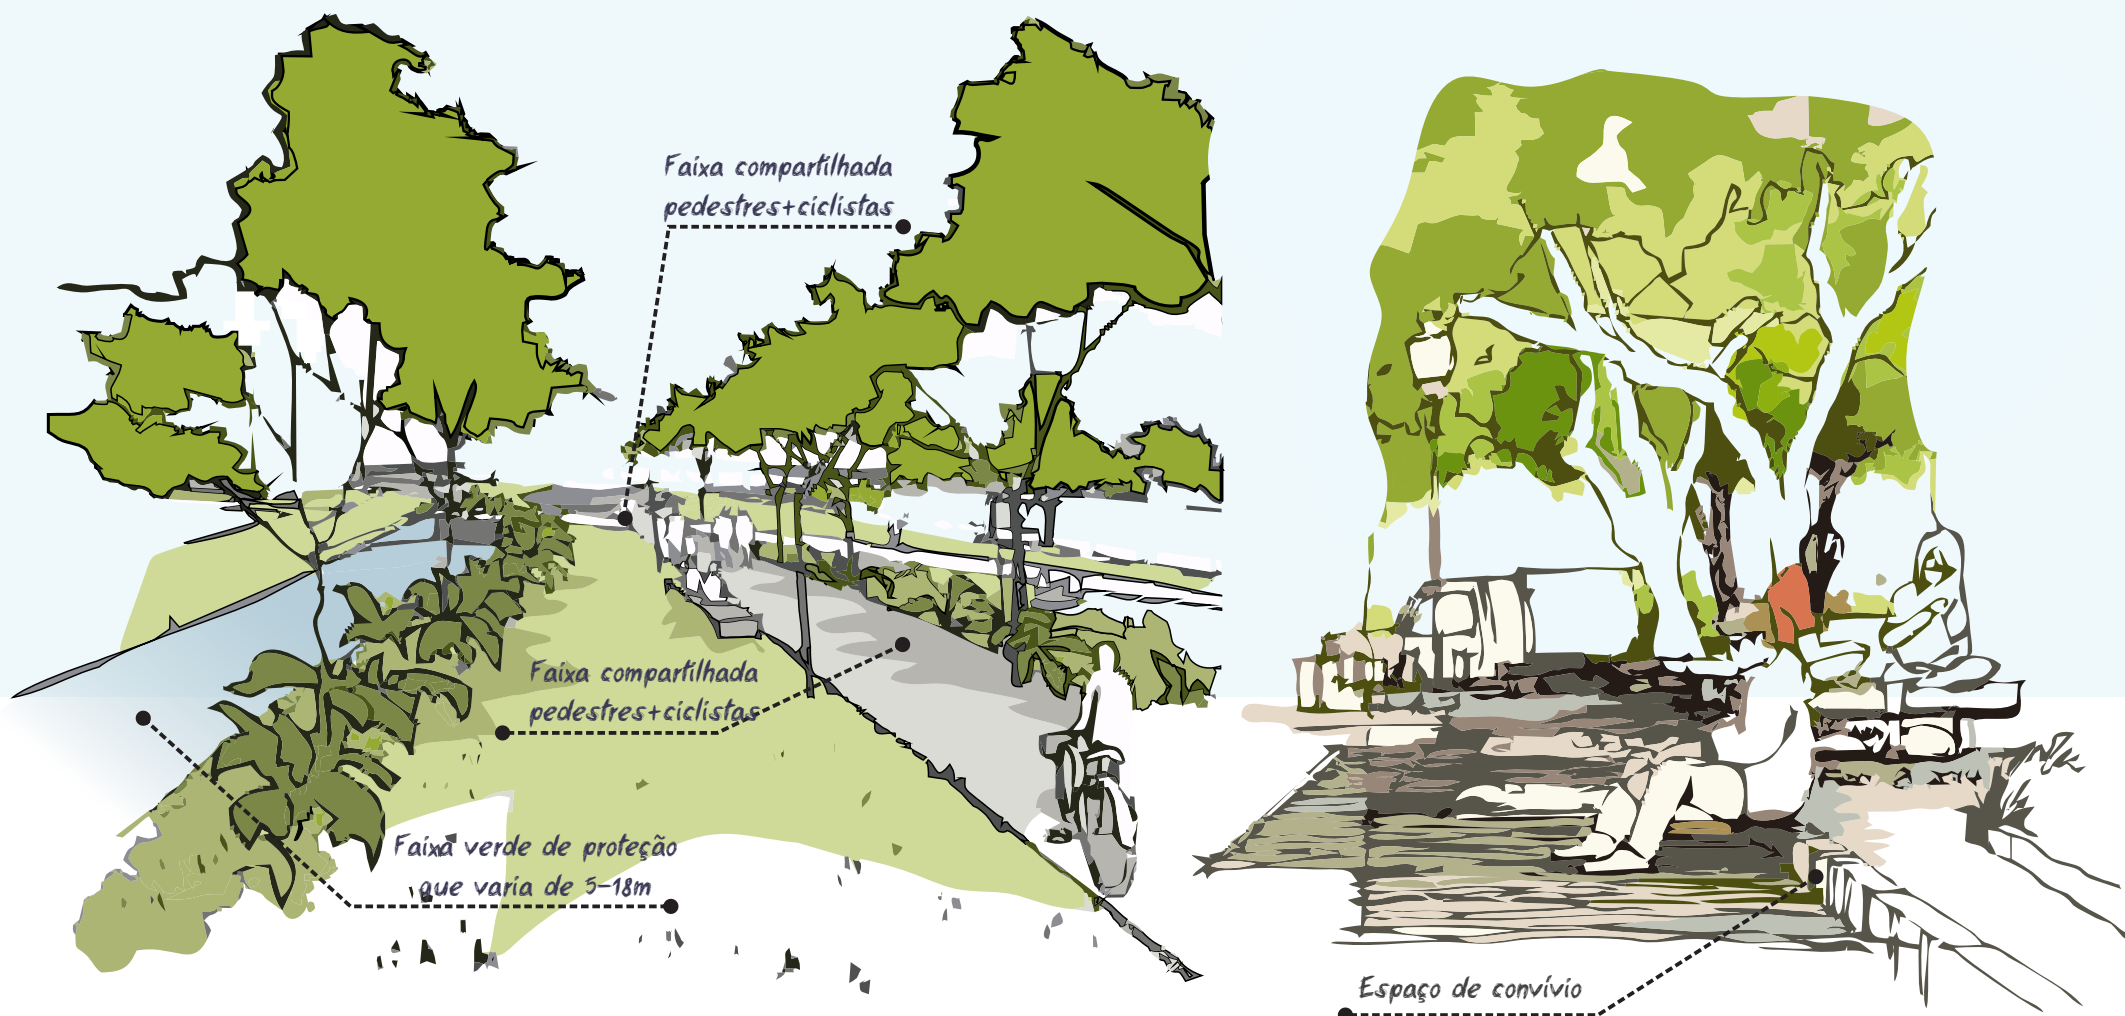 Faixa compartilhada
pedestres+ciclistas
Faixa compartilhada
pedestres+ciclistas
Faixa verde de proteção
que varia de 5-18m
Espaço de convívio